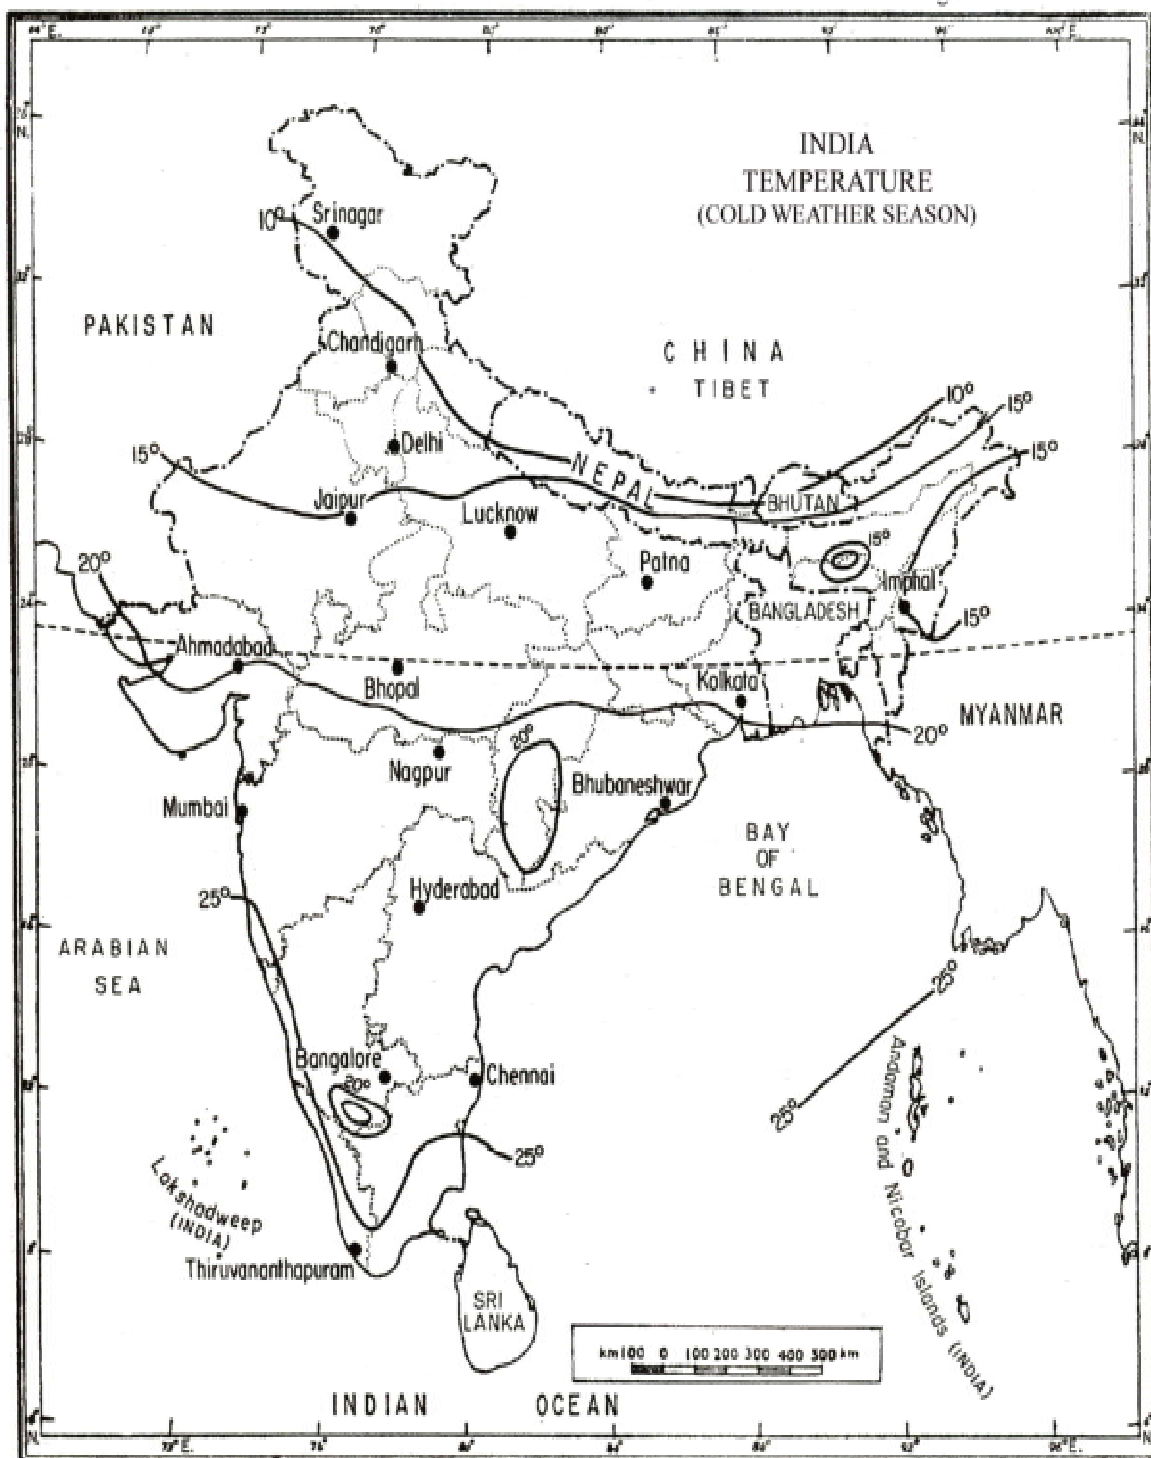 INDIA
TEMPERATURE
(COLD WEATHER SEASON)
10°
Srinagar
PAKISTAN
Chandigarh
CHINA
TIBET
10°
15°
15°
15°
Delhi
NEPAL
Jaipur
Lucknow
BHUTAN
20°
Patna
15°
Imphal
BANGLADESH
15°
Ahmadabad
Bhopal
Kolkata
MYANMAR
20°
20°
Nagpur
Bhubaneshwar
Mumbai
BAY
OF
BENGAL
25°
Hyderabad
ARABIAN
SEA
25°
Bangalore
20°
Chennai
25°
25°
Andaman and Nicobar Islands (INDIA)
Lakshadweep
(INDIA)
Thiruvananthapuram
SRI
LANKA
km100 0 100 200 300 400 500 km
INDIAN OCEAN